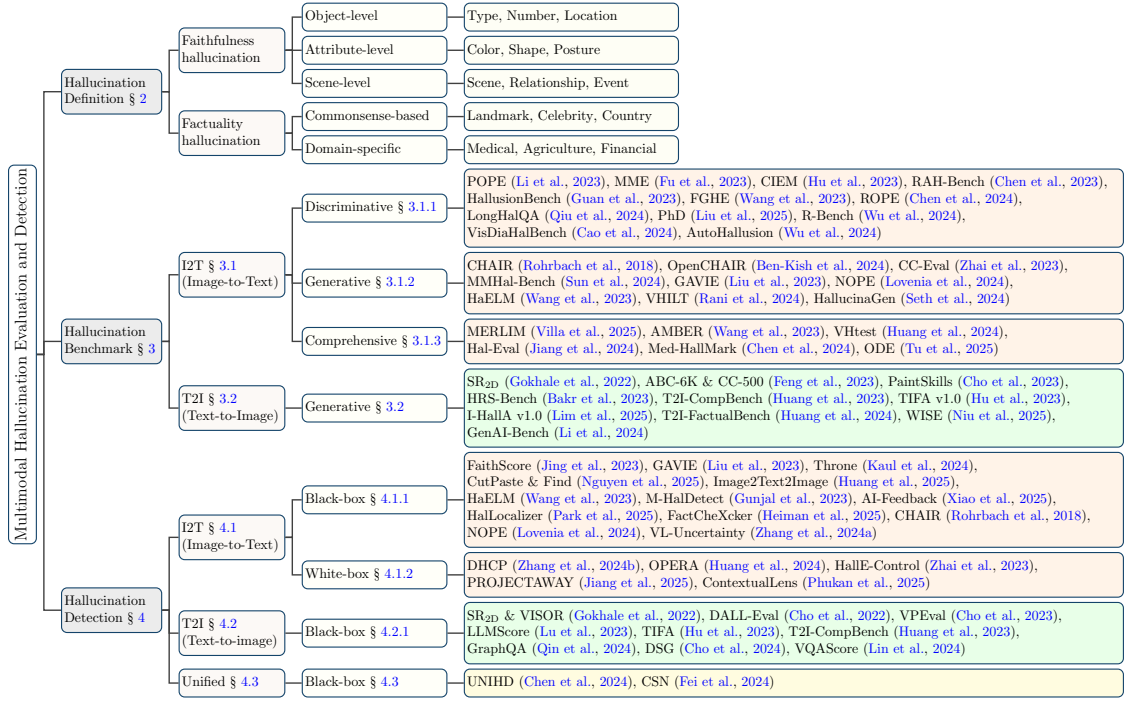 Multimodal Hallucination Evaluation and Detection
Hallucination
Definition § 2
Faithfulness
hallucination
Object-level
Type, Number, Location
Attribute-level
Color, Shape, Posture
Scene-level
Scene, Relationship, Event
Factuality
hallucination
Commonsense-based
Landmark, Celebrity, Country
Domain-specific
Medical, Agriculture, Financial
Hallucination
Benchmark § 3
I2T § 3.1
(Image-to-Text)
Discriminative § 3.1.1
POPE (Li et al., 2023), MME (Fu et al., 2023), CIEM (Hu et al., 2023), RAH-Bench (Chen et al., 2023),
HallusionBench (Guan et al., 2023), FGHE (Wang et al., 2023), ROPE (Chen et al., 2024),
LongHalQA (Qiu et al., 2024), PhD (Liu et al., 2025), R-Bench (Wu et al., 2024),
VisDiaHalBench (Cao et al., 2024), AutoHallusion (Wu et al., 2024)
Generative § 3.1.2
CHAIR (Rohrbach et al., 2018), OpenCHAIR (Ben-Kish et al., 2024), CC-Eval (Zhai et al., 2023),
MMHal-Bench (Sun et al., 2024), GAVIE (Liu et al., 2023), NOPE (Lovenia et al., 2024),
HaELM (Wang et al., 2023), VHILT (Rani et al., 2024), HallucinaGen (Seth et al., 2024)
Comprehensive § 3.1.3
MERLIM (Villa et al., 2025), AMBER (Wang et al., 2023), VHtest (Huang et al., 2024),
Hal-Eval (Jiang et al., 2024), Med-HallMark (Chen et al., 2024), ODE (Tu et al., 2025)
T2I § 3.2
(Text-to-Image)
Generative § 3.2
SR2D (Gokhale et al., 2022), ABC-6K & CC-500 (Feng et al., 2023), PaintSkills (Cho et al., 2023),
HRS-Bench (Bakr et al., 2023), T2I-CompBench (Huang et al., 2023), TIFA v1.0 (Hu et al., 2023),
I-HallA v1.0 (Lim et al., 2025), T2I-FactualBench (Huang et al., 2024), WISE (Niu et al., 2025),
GenAI-Bench (Li et al., 2024)
Hallucination
Detection § 4
I2T § 4.1
(Image-to-Text)
Black-box § 4.1.1
FaithScore (Jing et al., 2023), GAVIE (Liu et al., 2023), Throne (Kaul et al., 2024),
CutPaste & Find (Nguyen et al., 2025), Image2Text2Image (Huang et al., 2025),
HaELM (Wang et al., 2023), M-HalDetect (Gunjal et al., 2023), AI-Feedback (Xiao et al., 2025),
HalLocalizer (Park et al., 2025), FactCheXcker (Heiman et al., 2025), CHAIR (Rohrbach et al., 2018),
NOPE (Lovenia et al., 2024), VL-Uncertainty (Zhang et al., 2024a)
White-box § 4.1.2
DHCP (Zhang et al., 2024b), OPERA (Huang et al., 2024), HallE-Control (Zhai et al., 2023),
PROJECTAWAY (Jiang et al., 2025), ContextualLens (Phukan et al., 2025)
T2I § 4.2
(Text-to-image)
Black-box § 4.2.1
SR2D & VISOR (Gokhale et al., 2022), DALL-Eval (Cho et al., 2022), VPEval (Cho et al., 2023),
LLMScore (Lu et al., 2023), TIFA (Hu et al., 2023), T2I-CompBench (Huang et al., 2023),
GraphQA (Qin et al., 2024), DSG (Cho et al., 2024), VQAScore (Lin et al., 2024)
Unified § 4.3
Black-box § 4.3
UNIHD (Chen et al., 2024), CSN (Fei et al., 2024)